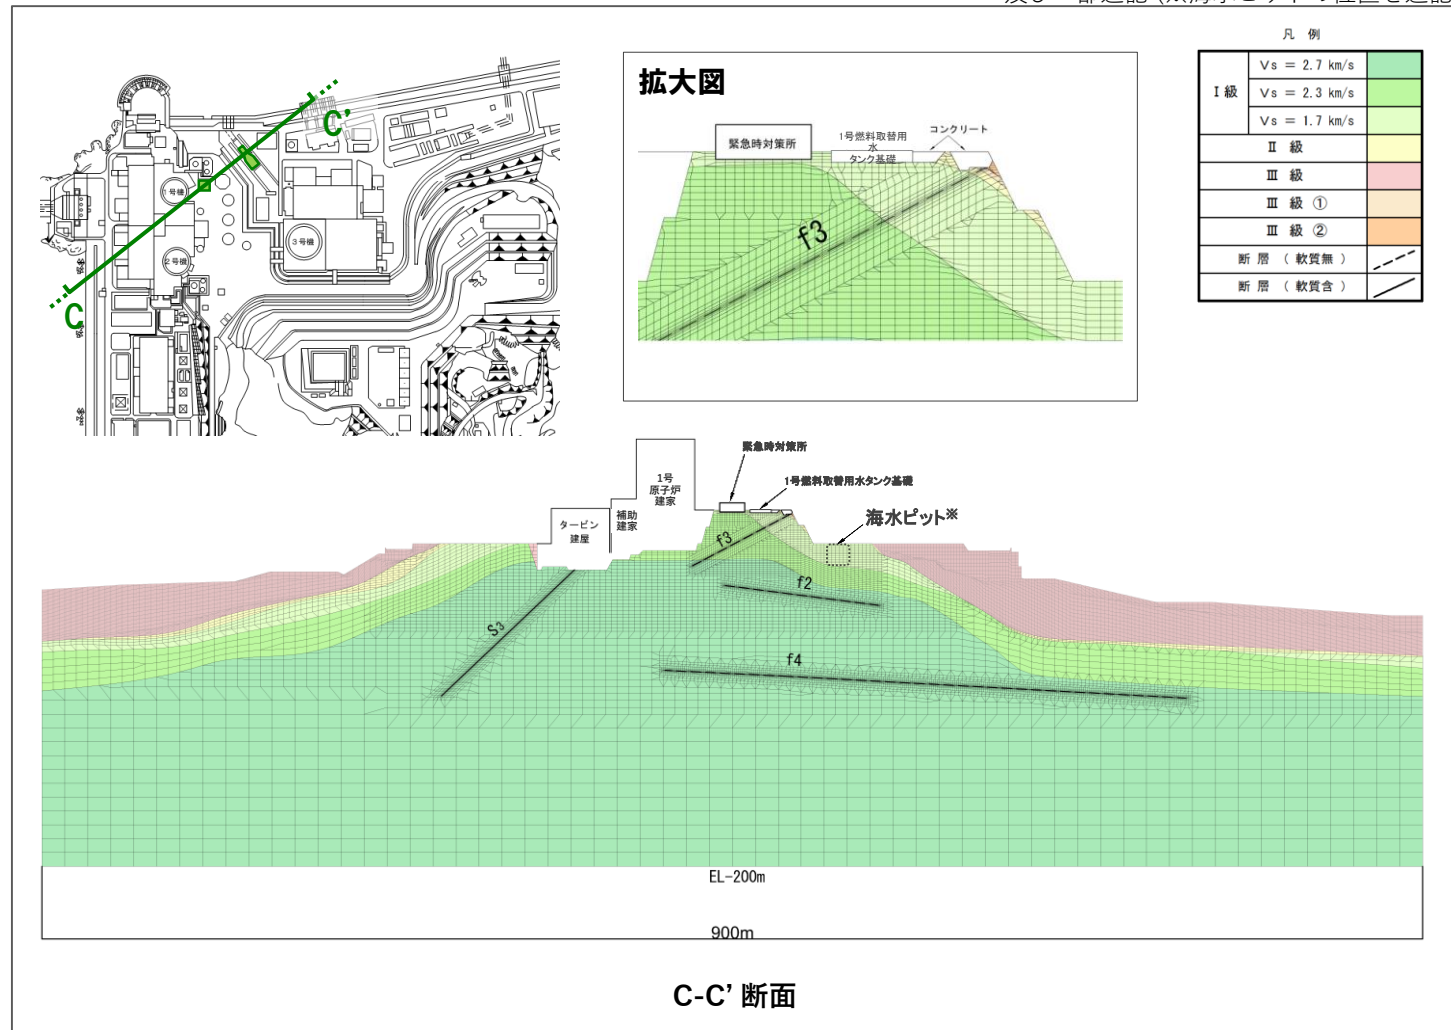 凡 例
Ⅰ 級
Vs = 2.7 km/s
Vs = 2.3 km/s
Vs = 1.7 km/s
Ⅱ 級
Ⅲ 級
Ⅲ 級 ①
Ⅲ 級 ②
断 層 ( 軟質無 )
断 層 ( 軟質含 )
C'
1号機
2号機
3号機
C
拡大図
緊急時対策所
1号燃料取替用
水
タンク基礎
コンクリート
f3
緊急時対策所
1号燃料取替用水タンク基礎
海水ピット※
1号
原子炉
建家
補助
建家
タービン
建屋
f3
f2
S3
f4
EL-200m
900m
C-C' 断面